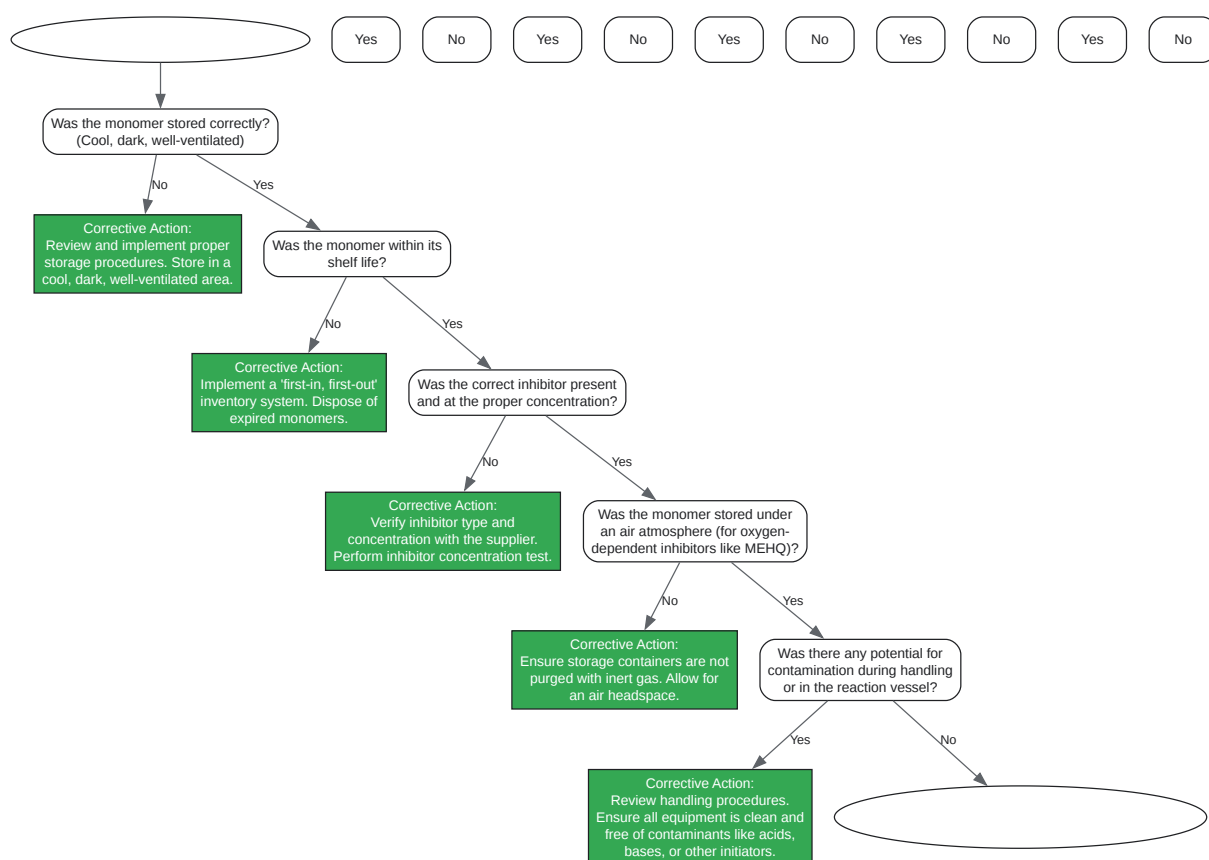 Yes
No
Yes
No
Yes
No
Yes
No
Yes
No
Was the monomer stored correctly?
(Cool, dark, well-ventilated)
No
Yes
Corrective Action:
Review and implement proper
storage procedures. Store in a
cool, dark, well-ventilated area.
Was the monomer within its
shelf life?
No
Yes
Corrective Action:
Implement a 'first-in, first-out'
inventory system. Dispose of
expired monomers.
Was the correct inhibitor present
and at the proper concentration?
No
Yes
Corrective Action:
Verify inhibitor type and
concentration with the supplier.
Perform inhibitor concentration test.
Was the monomer stored under
an air atmosphere (for oxygen-
dependent inhibitors like MEHQ)?
No
Yes
Corrective Action:
Ensure storage containers are not
purged with inert gas. Allow for
an air headspace.
Was there any potential for
contamination during handling
or in the reaction vessel?
Yes
No
Corrective Action:
Review handling procedures.
Ensure all equipment is clean and
free of contaminants like acids,
bases, or other initiators.